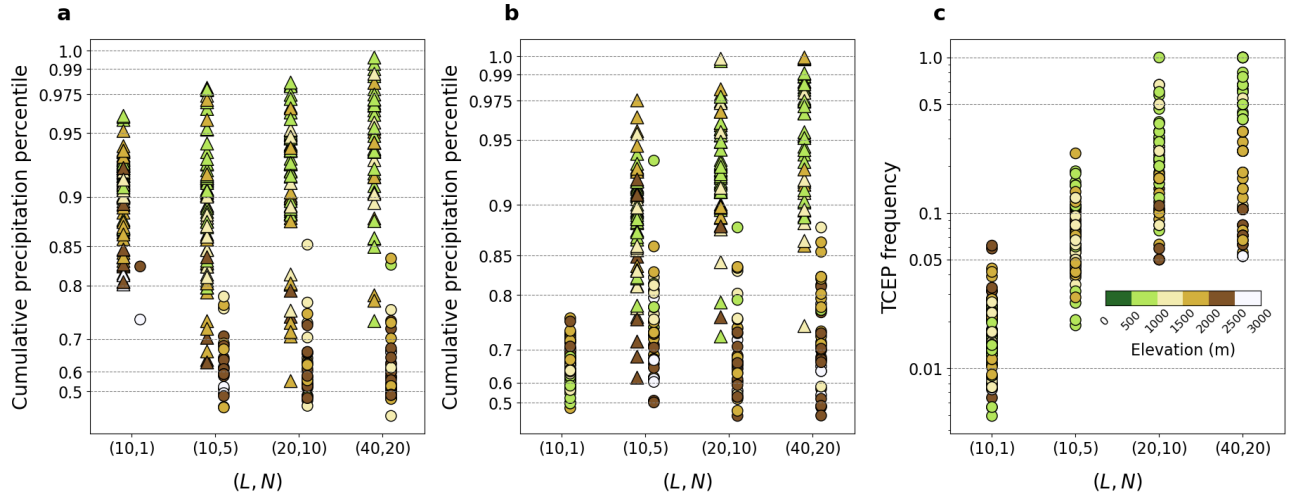 a
Cumulative precipitation percentile
1.0
0.99
0.975
0.95
0.9
0.85
0.8
0.7
0.6
0.5
(10,1) (10,5) (20,10) (40,20)
(L, N)
b
Cumulative precipitation percentile
1.0
0.99
0.975
0.95
0.9
0.85
0.8
0.7
0.6
0.5
(10,1) (10,5) (20,10) (40,20)
(L, N)
c
TCEP frequency
1.0
0.5
0.1
0.05
0.01
0 500 1000 1500 2000 2500 3000
Elevation (m)
(10,1) (10,5) (20,10) (40,20)
(L, N)